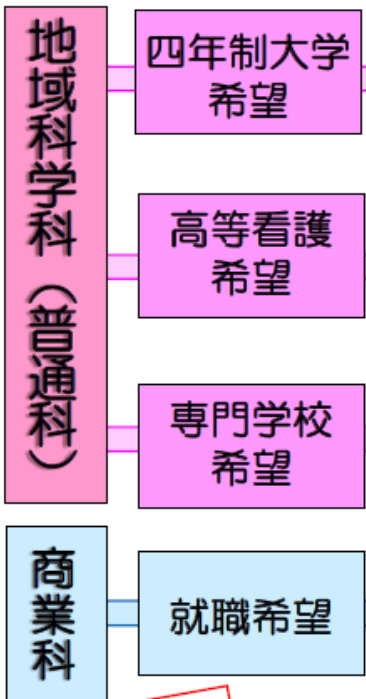 地域科学科（普通科）
四年制大学
希望
高等看護
希望
専門学校
希望
商業科
就職希望